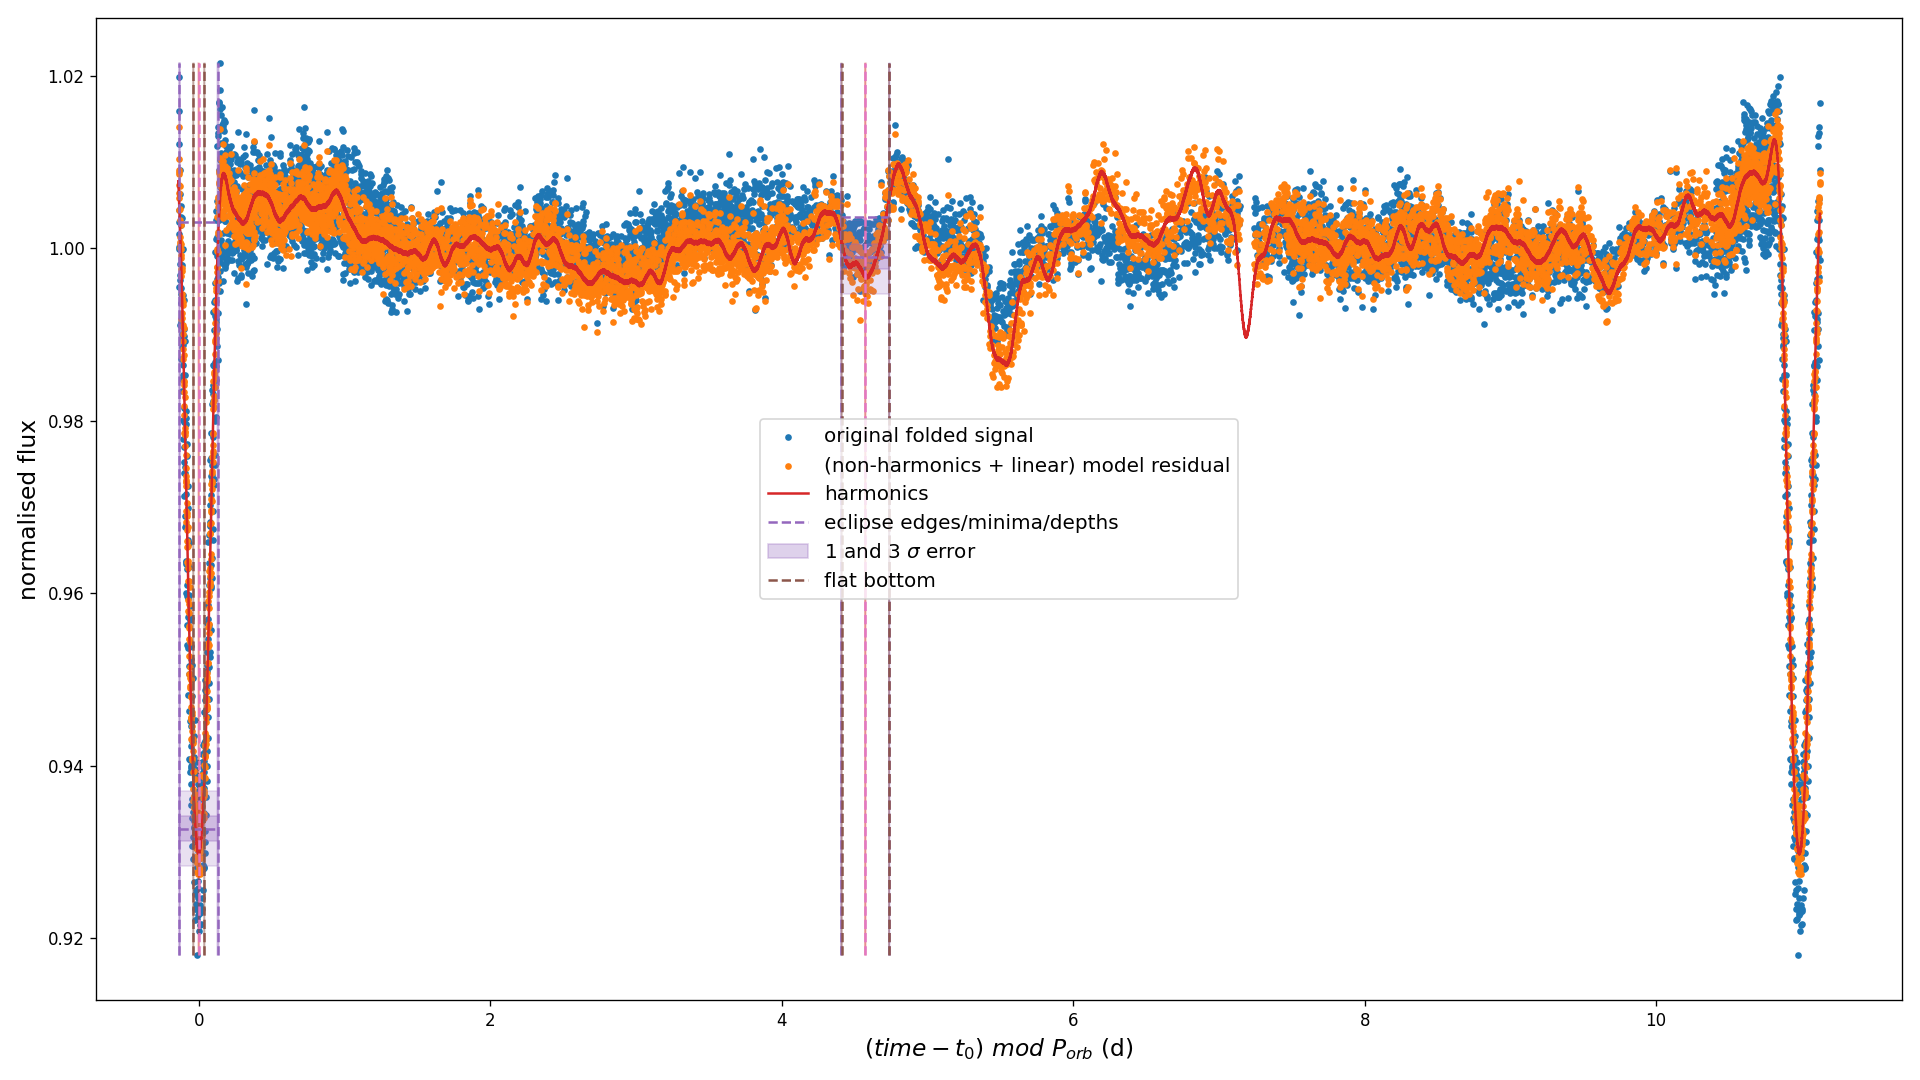 1.02
1.00
0.98
0.96
0.94
0.92
normalised flux
original folded signal
(non-harmonics + linear) model residual
harmonics
eclipse edges/minima/depths
1 and 3 σ error
flat bottom
0 2 4 6 8 10
(time − t₀) mod P_orb (d)